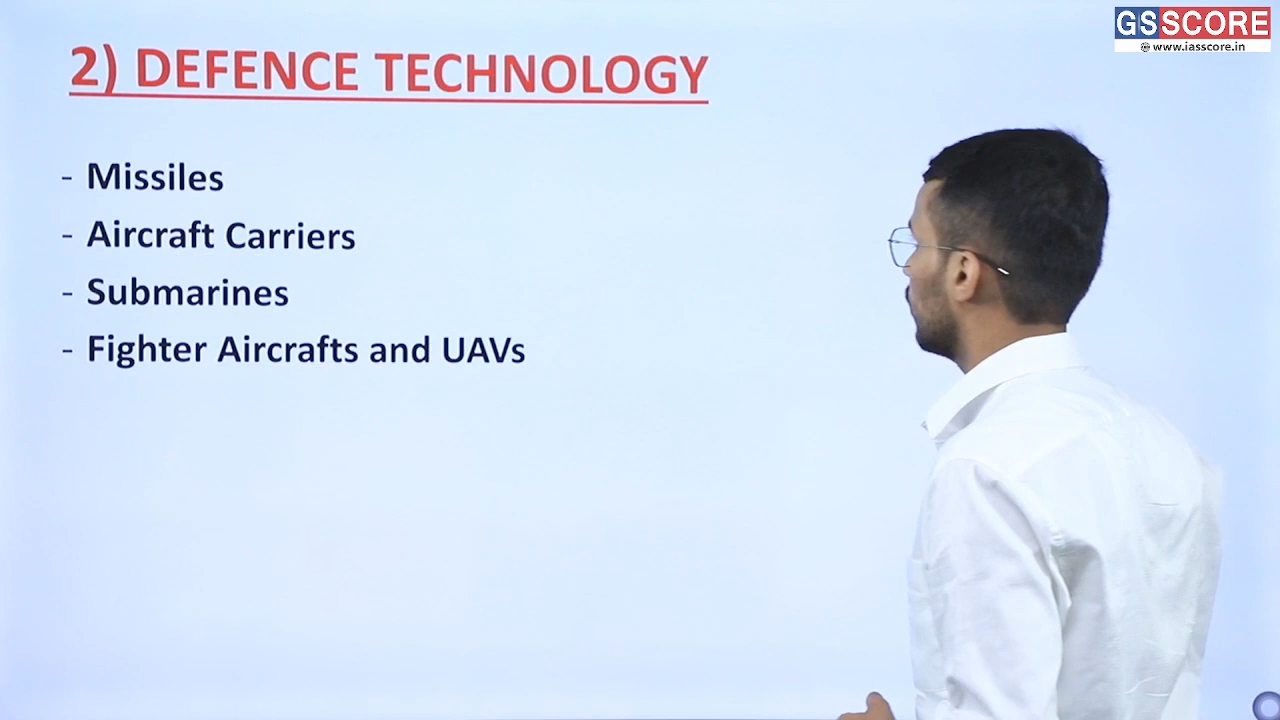 GSSCORE
www.iasscore.in
2) DEFENCE TECHNOLOGY
- Missiles
- Aircraft Carriers
- Submarines
- Fighter Aircrafts and UAVs